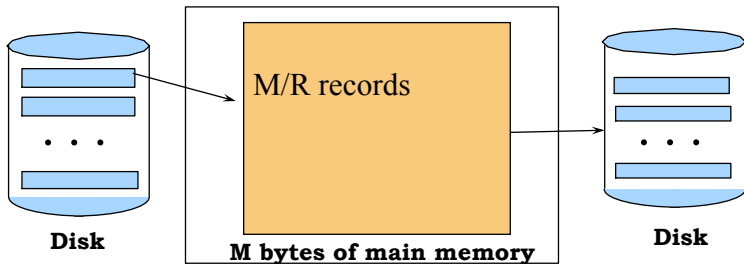 M/R records
. . .
. . .
Disk
M bytes of main memory
Disk